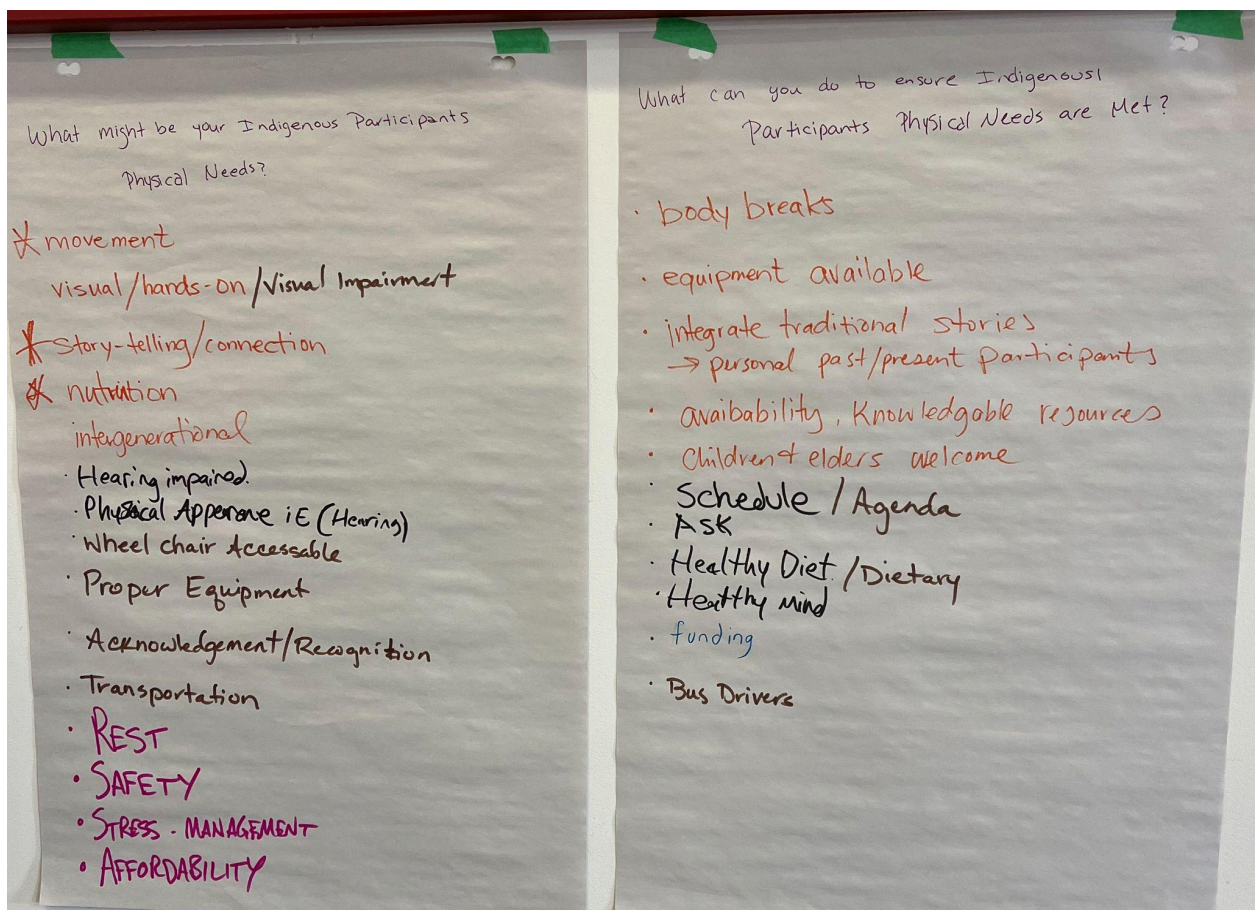 What might be your Indigenous Participants
Physical Needs?
* movement
visual/hands-on/Visual Impairment
* story-telling/connection
* nutrition
intergenerational
· Hearing impaired.
· Physical Apperone iE (Hearing)
· Wheel chair Accessable
· Proper Equipment
· Acknowledgement/Recognition
· Transportation
· REST
· SAFETY
· STRESS - MANAGEMENT
· AFFORDABILITY
What can you do to ensure Indigenous
Participants Physical Needs are Met?
· body breaks
· equipment available
· integrate traditional stories
→ personal past/present participants
· avaibability, Knowledgable resources
· Children + elders welcome
· Schedule / Agenda
· ASK
· Healthy Diet / Dietary
· Healthy Mind
· funding
· Bus Drivers